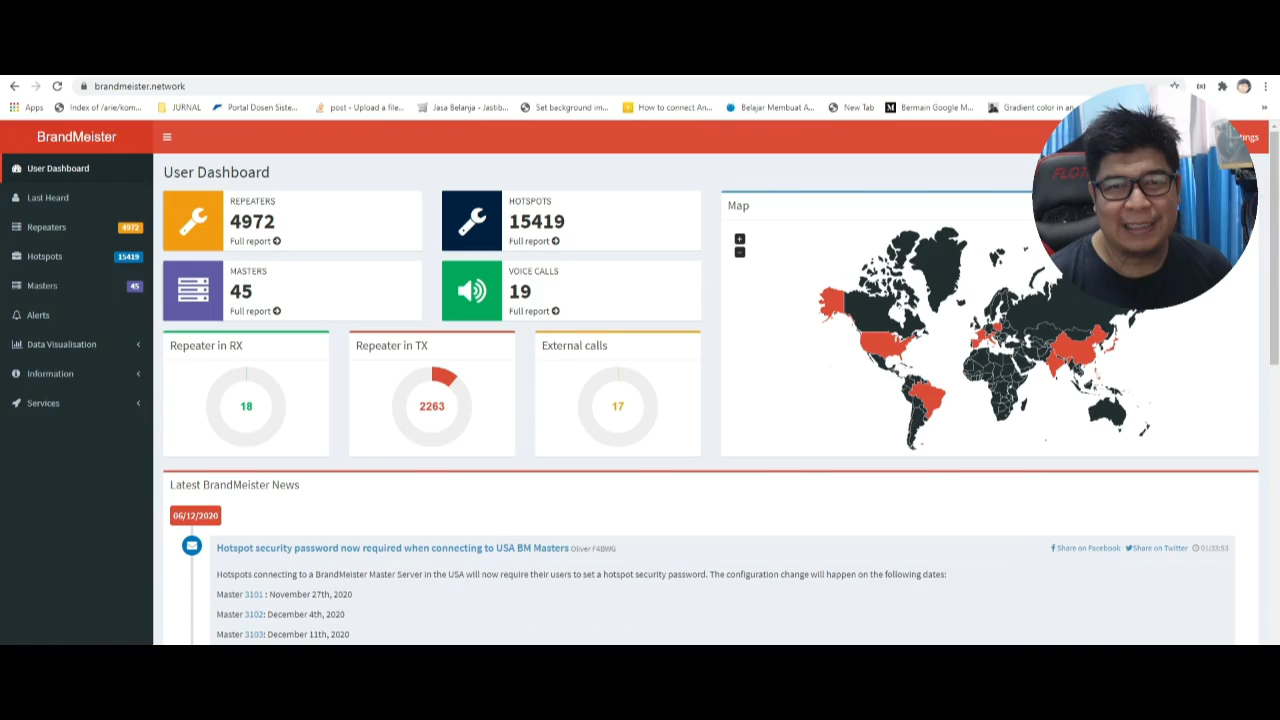 brandmeister.network
Apps
Index of /arie/kom...
JURNAL
Portal Dosen Siste...
post - Upload a file...
Jasa Belanja - Jastib...
Set background im...
How to connect An...
Belajar Membuat A...
New Tab
Bermain Google M...
Gradient color in an
BrandMeister
User Dashboard
Last Heard
Repeaters 4972
Hotspots 15419
Masters 45
Alerts
Data Visualisation
Information
Services
User Dashboard
REPEATERS
4972
Full report
HOTSPOTS
15419
Full report
MASTERS
45
Full report
VOICE CALLS
19
Full report
Repeater in RX
18
Repeater in TX
2263
External calls
17
Map
+
-
FLOT
Latest BrandMeister News
06/12/2020
Hotspot security password now required when connecting to USA BM Masters Oliver F4BWG
Share on Facebook Share on Twitter 01:33:53
Hotspots connecting to a BrandMeister Master Server in the USA will now require their users to set a hotspot security password. The configuration change will happen on the following dates:
Master 3101 : November 27th, 2020
Master 3102: December 4th, 2020
Master 3103: December 11th, 2020